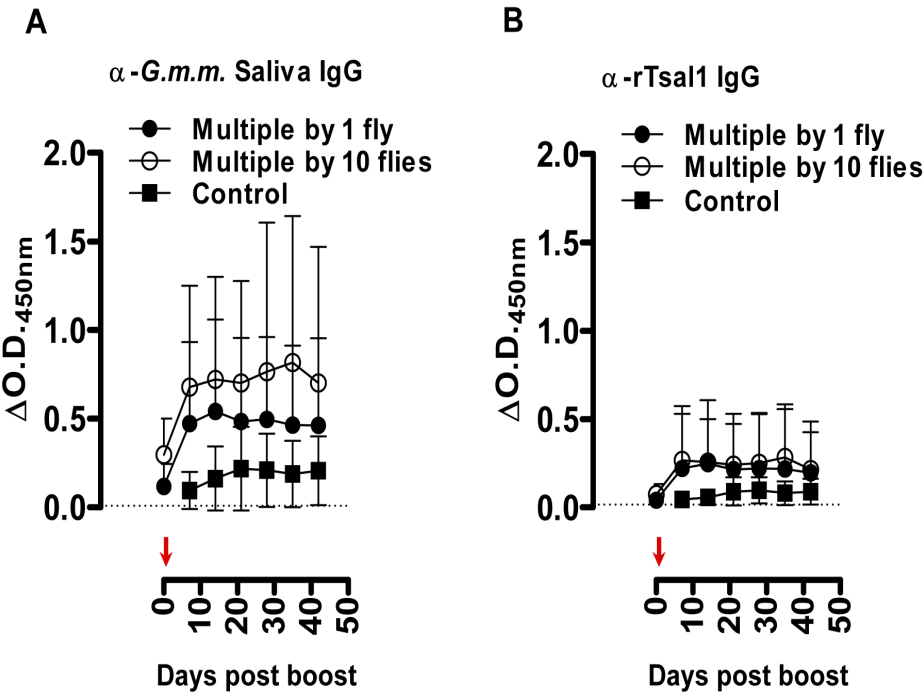 A
α-G.m.m. Saliva IgG
Multiple by 1 fly
Multiple by 10 flies
Control
2.0
1.5
1.0
0.5
0.0
ΔO.D.450nm
0 10 20 30 40 50
Days post boost
B
α-rTsal1 IgG
Multiple by 1 fly
Multiple by 10 flies
Control
2.0
1.5
1.0
0.5
0.0
ΔO.D.450nm
0 10 20 30 40 50
Days post boost